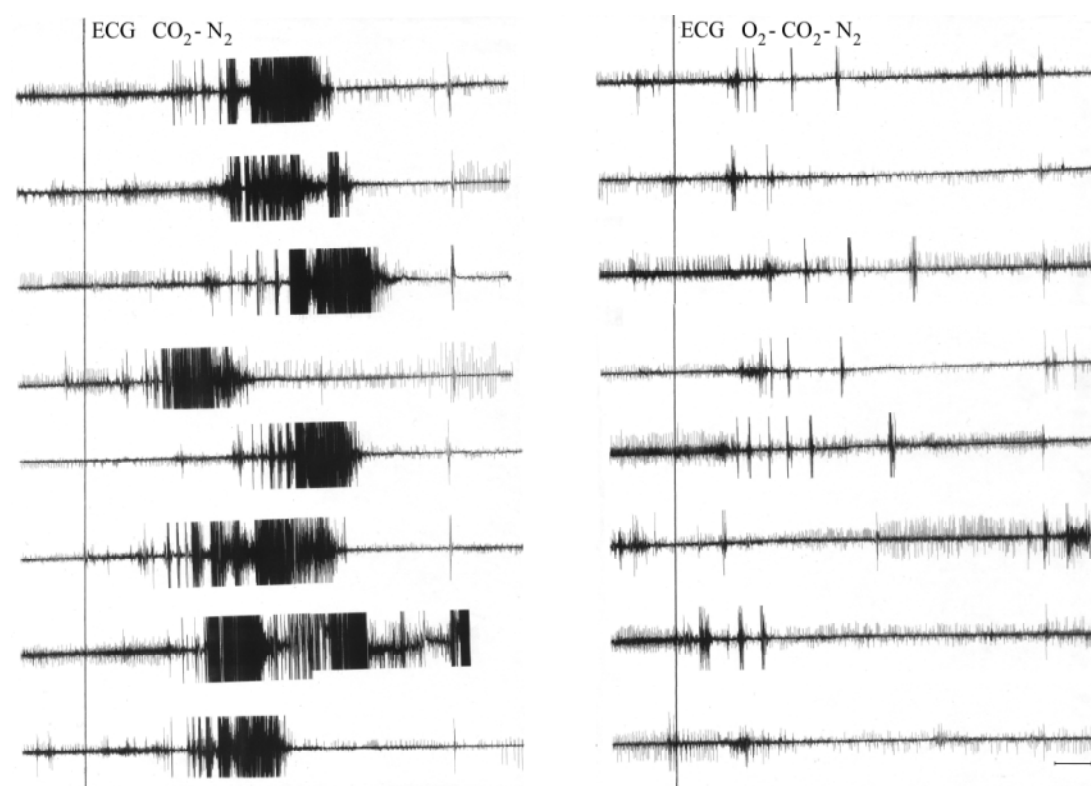 ECG CO₂ - N₂
ECG O₂ - CO₂ - N₂